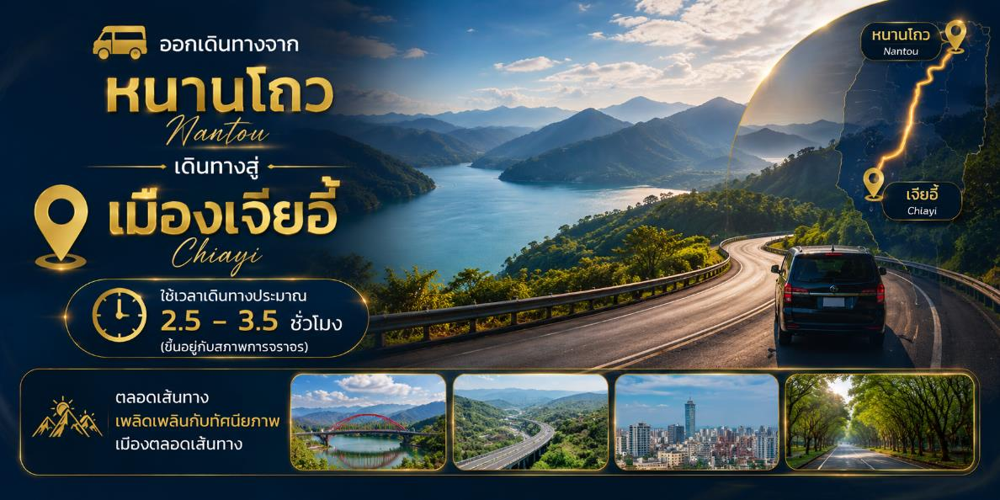 ออกเดินทางจาก
หนานโถว
Nantou
เดินทางสู่
เมืองเจียอี้
Chiayi
ใช้เวลาเดินทางประมาณ
2.5 – 3.5 ชั่วโมง
(ขึ้นอยู่กับสภาพการจราจร)
หนานโถว
Nantou
เจียอี้
Chiayi
ตลอดเส้นทาง
เพลิดเพลินกับทัศนียภาพ
เมืองตลอดเส้นทาง